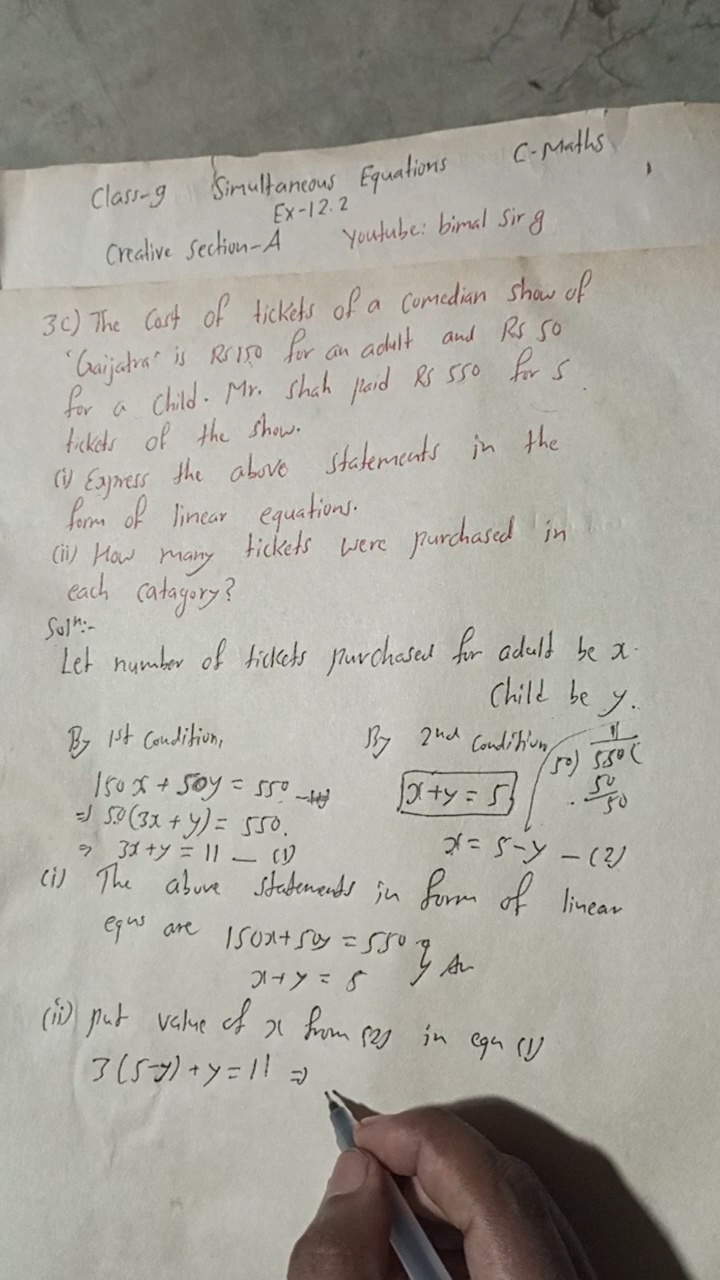 Class-9 Simultaneous Equations C-Maths
Ex-12.2
Creative Section-A Youtube: bimal Sir g
3c) The Cost of tickets of a Comedian Show of
'Gaijatra' is RS150 for an adult and Rs 50
for a child. Mr. Shah paid Rs 550 for 5
tickets of the show.
(i) Express the above statements in the
form of linear equations.
(ii) How many tickets were purchased in
each catagory?
Solⁿ:-
Let number of tickets purchased for adult be x.
Child be y.
By 1st Condition,
150x + 50y = 550
⇒ 50(3x + y) = 550.
⇒ 3x+y = 11 — (1)
By 2nd Condition,
x+y = 5
x = 5-y — (2)
11
50) 550 (
50
50
(i) The above statements in form of linear
eqns are 150x+50y = 550
x+y = 5
(ii) put value of x from (2) in eqn (1)
3(5-y) + y = 11 ⇒